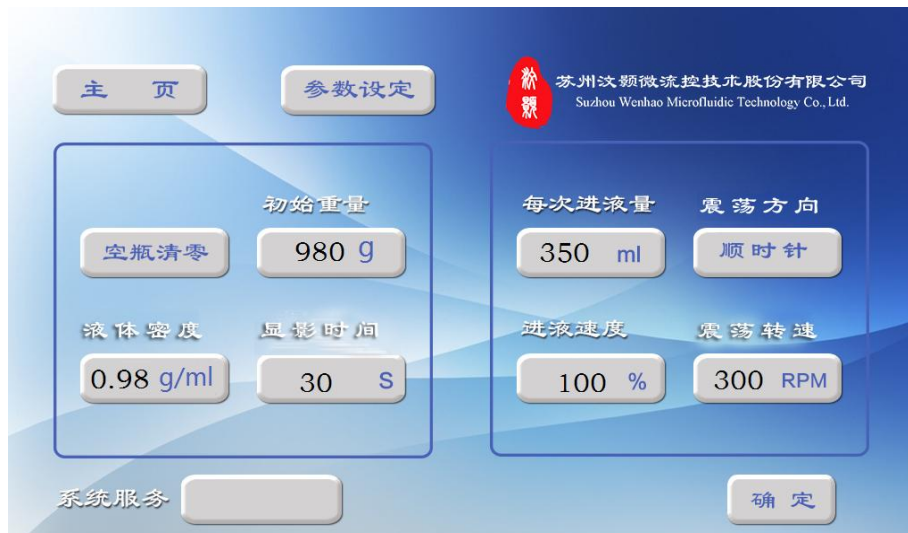 主 页
参数设定
汶颢
苏州汶颢微流控技术股份有限公司
Suzhou Wenhao Microfluidic Technology Co., Ltd.
初始重量
空瓶清零
980 g
液体密度
显影时间
0.98 g/ml
30 S
每次进液量
震荡方向
350 ml
顺时针
进液速度
震荡转速
100 %
300 RPM
系统服务
确 定